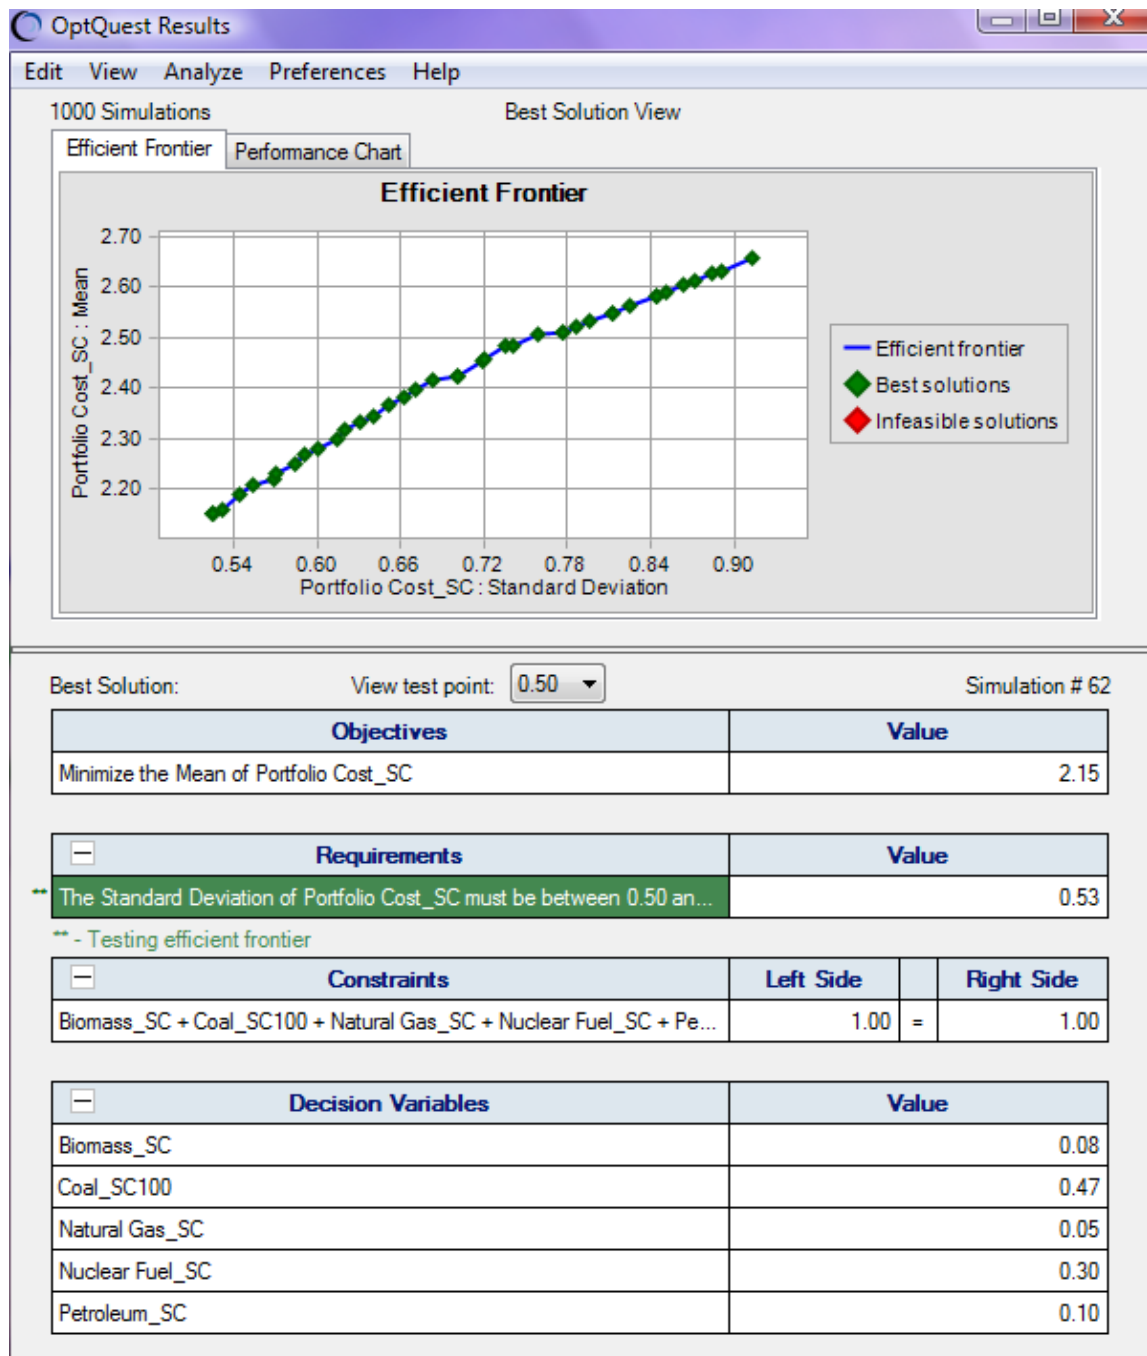 OptQuest Results
Edit View Analyze Preferences Help
1000 Simulations Best Solution View
Efficient Frontier Performance Chart
Efficient Frontier
Portfolio Cost_SC : Mean
2.70
2.60
2.50
2.40
2.30
2.20
0.54 0.60 0.66 0.72 0.78 0.84 0.90
Portfolio Cost_SC : Standard Deviation
Efficient frontier
Best solutions
Infeasible solutions
Best Solution: View test point: 0.50 Simulation # 62
Objectives Value
Minimize the Mean of Portfolio Cost_SC 2.15
Requirements Value
** The Standard Deviation of Portfolio Cost_SC must be between 0.50 an... 0.53
** - Testing efficient frontier
Constraints Left Side Right Side
Biomass_SC + Coal_SC100 + Natural Gas_SC + Nuclear Fuel_SC + Pe... 1.00 = 1.00
Decision Variables Value
Biomass_SC 0.08
Coal_SC100 0.47
Natural Gas_SC 0.05
Nuclear Fuel_SC 0.30
Petroleum_SC 0.10